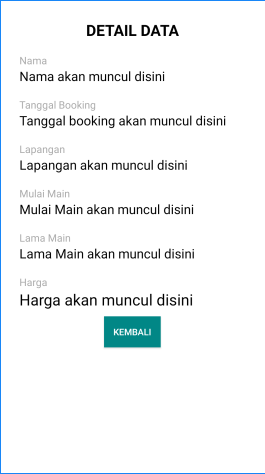 DETAIL DATA
Nama
Nama akan muncul disini
Tanggal Booking
Tanggal booking akan muncul disini
Lapangan
Lapangan akan muncul disini
Mulai Main
Mulai Main akan muncul disini
Lama Main
Lama Main akan muncul disini
Harga
Harga akan muncul disini
KEMBALI